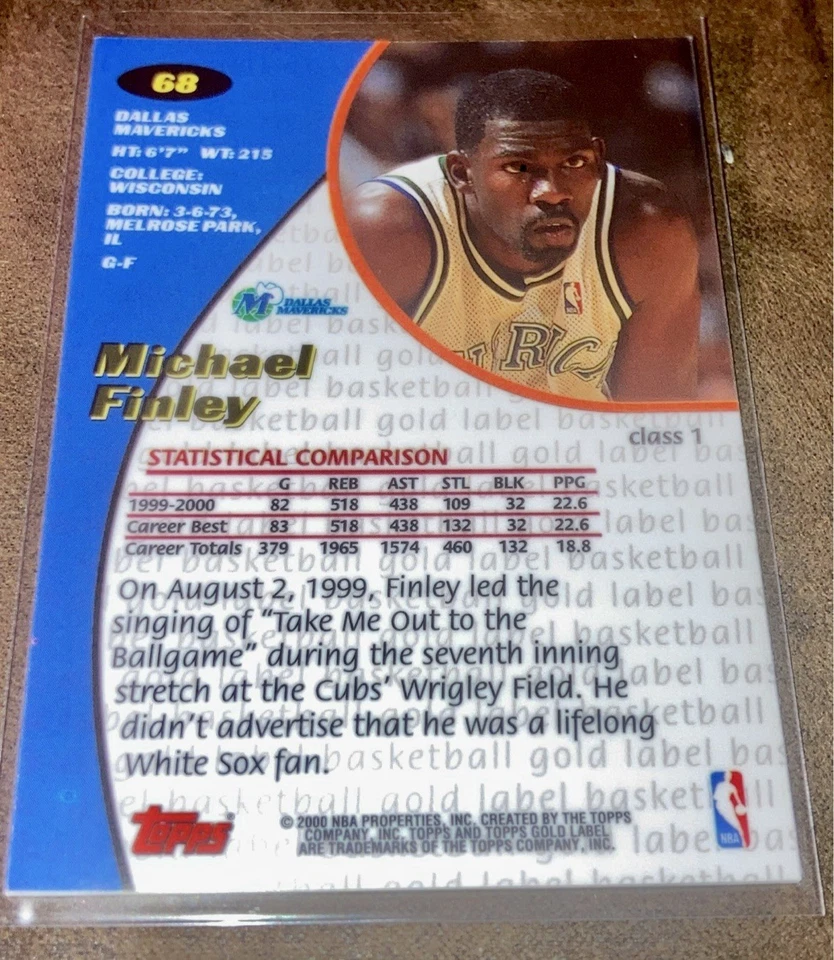 68
DALLAS
MAVERICKS
HT: 6'7" WT: 215
COLLEGE:
WISCONSIN
BORN: 3-6-73,
MELROSE PARK,
IL
G-F
M DALLAS
MAVERICKS
Michael
Finley
class 1
STATISTICAL COMPARISON
G REB AST STL BLK PPG
1999-2000 82 518 438 109 32 22.6
Career Best 83 518 438 132 32 22.6
Career Totals 379 1965 1574 460 132 18.8
On August 2, 1999, Finley led the
singing of "Take Me Out to the
Ballgame" during the seventh inning
stretch at the Cubs' Wrigley Field. He
didn't advertise that he was a lifelong
White Sox fan.
basketball gold label bas
Topps
© 2000 NBA PROPERTIES, INC. CREATED BY THE TOPPS
COMPANY, INC. TOPPS AND TOPPS GOLD LABEL
ARE TRADEMARKS OF THE TOPPS COMPANY, INC.
NBA